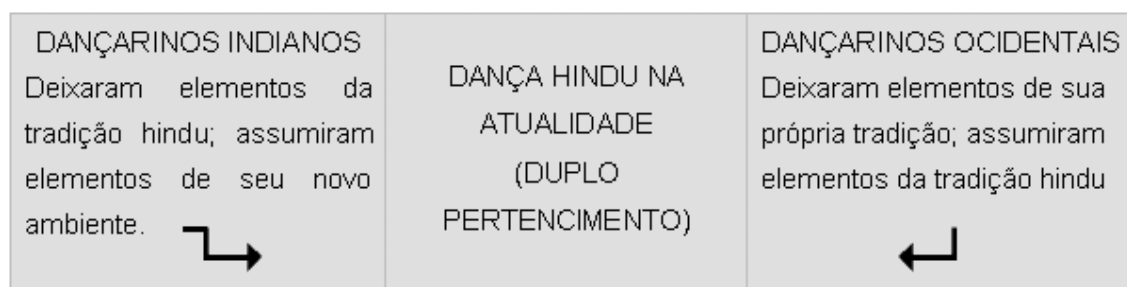 DANÇARINOS INDIANOS
Deixaram elementos da
tradição hindu; assumiram
elementos de seu novo
ambiente.
DANÇA HINDU NA
ATUALIDADE
(DUPLO
PERTENCIMENTO)
DANÇARINOS OCIDENTAIS
Deixaram elementos de sua
própria tradição; assumiram
elementos da tradição hindu